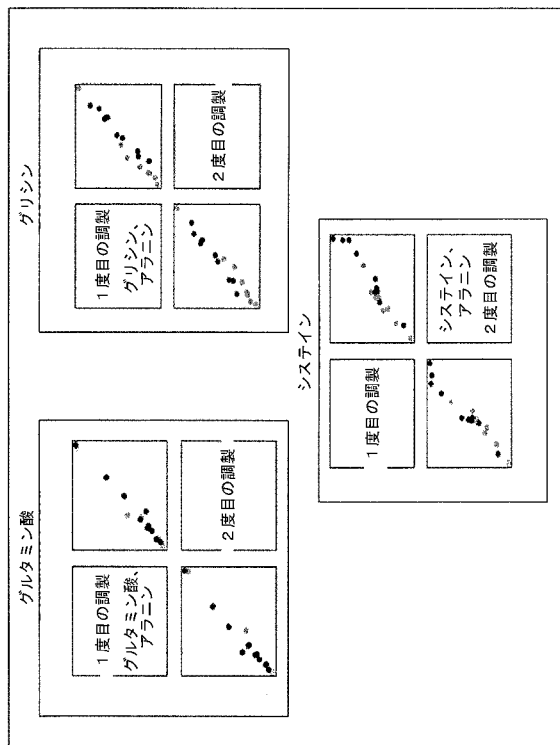 グルタミン酸
1度目の調製
グルタミン酸、
アラニン
2度目の調製
グリシン
1度目の調製
グリシン、
アラニン
2度目の調製
システイン
1度目の調製
システイン、
アラニン
2度目の調製